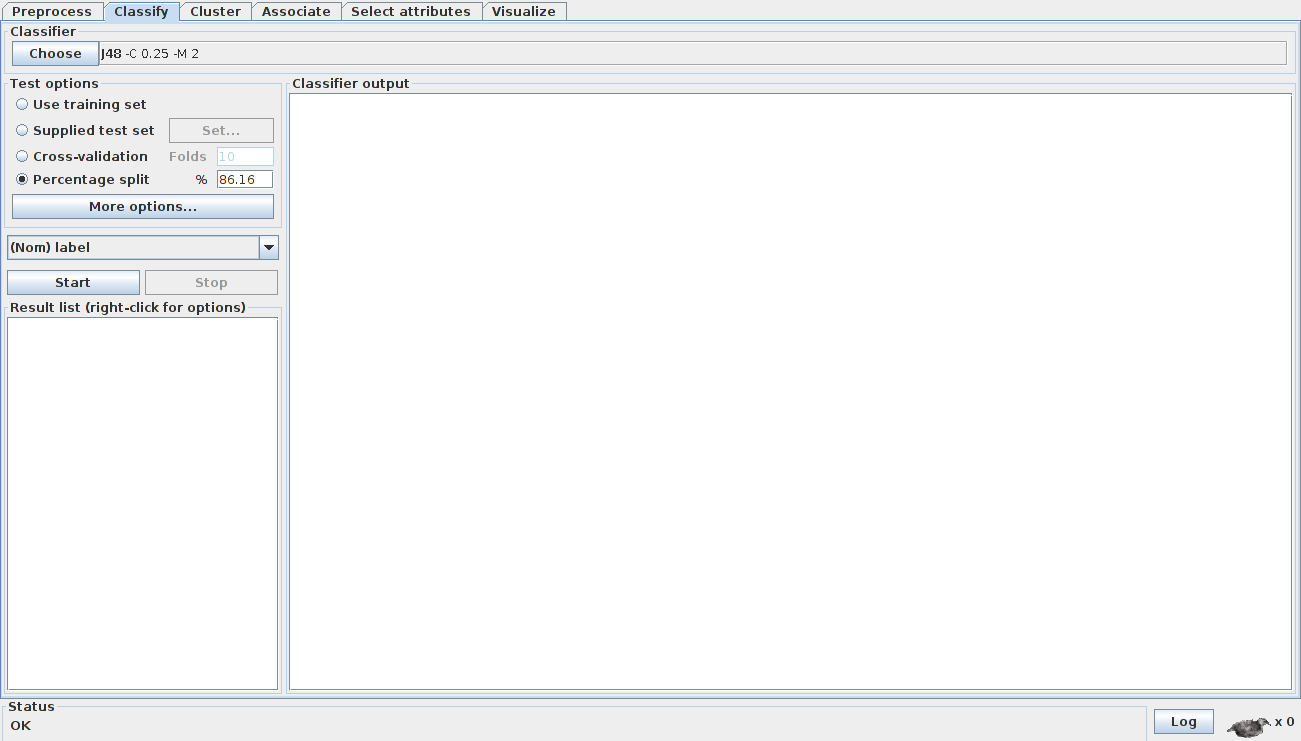 Preprocess Classify Cluster Associate Select attributes Visualize
Classifier
Choose J48 -C 0.25 -M 2
Test options
Use training set
Supplied test set Set...
Cross-validation Folds 10
Percentage split % 86.16
More options...
(Nom) label
Start Stop
Result list (right-click for options)
Classifier output
Status
OK
Log x 0